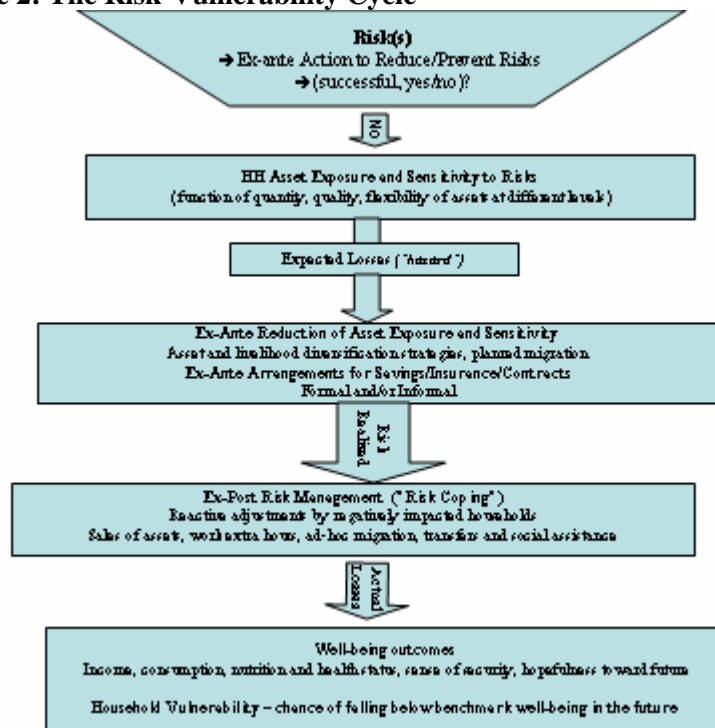 e 2: The Risk-Vulnerability Cycle
Risk(s)
➔ Ex-ante Action to Reduce/Prevent Risks
➔ (successful, yes/no)?
No
HH Asset Exposure and Sensitivity to Risks
(function of quantity, quality, flexibility of assets at different levels)
Expected Losses ("hazard")
Ex-Ante Reduction of Asset Exposure and Sensitivity
Asset and livelihood diversification strategies, planned migration
Ex-Ante Arrangements for Savings/Insurance/Contracts
Formal and/or Informal
Risk
Realized
Ex-Post Risk Management ("Risk Coping")
Reactive adjustments by negatively impacted households
Sales of assets, work extra hours, ad-hoc migration, transfers and social assistance
Actual
Losses
Well-being outcomes
Income, consumption, nutrition and health status, sense of security, hopefulness toward future
Household Vulnerability – chance of falling below benchmark well-being in the future